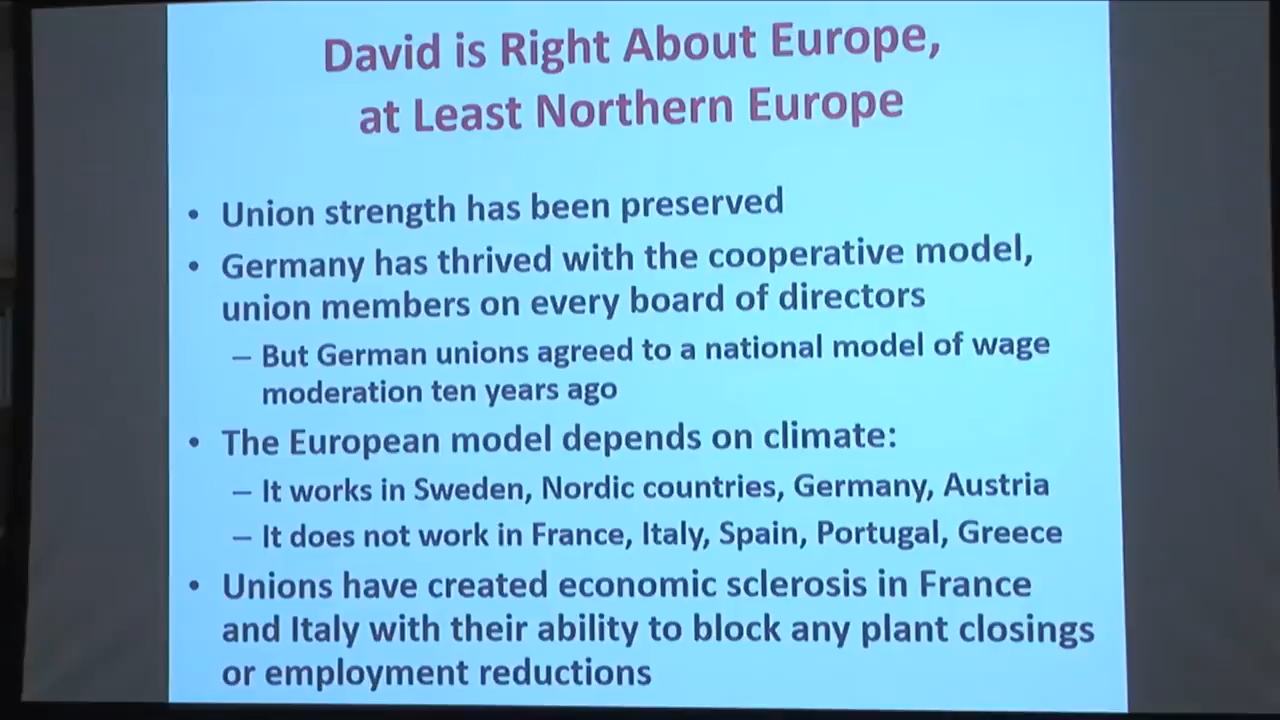 David is Right About Europe,
at Least Northern Europe
• Union strength has been preserved
• Germany has thrived with the cooperative model,
union members on every board of directors
– But German unions agreed to a national model of wage
moderation ten years ago
• The European model depends on climate:
– It works in Sweden, Nordic countries, Germany, Austria
– It does not work in France, Italy, Spain, Portugal, Greece
• Unions have created economic sclerosis in France
and Italy with their ability to block any plant closings
or employment reductions